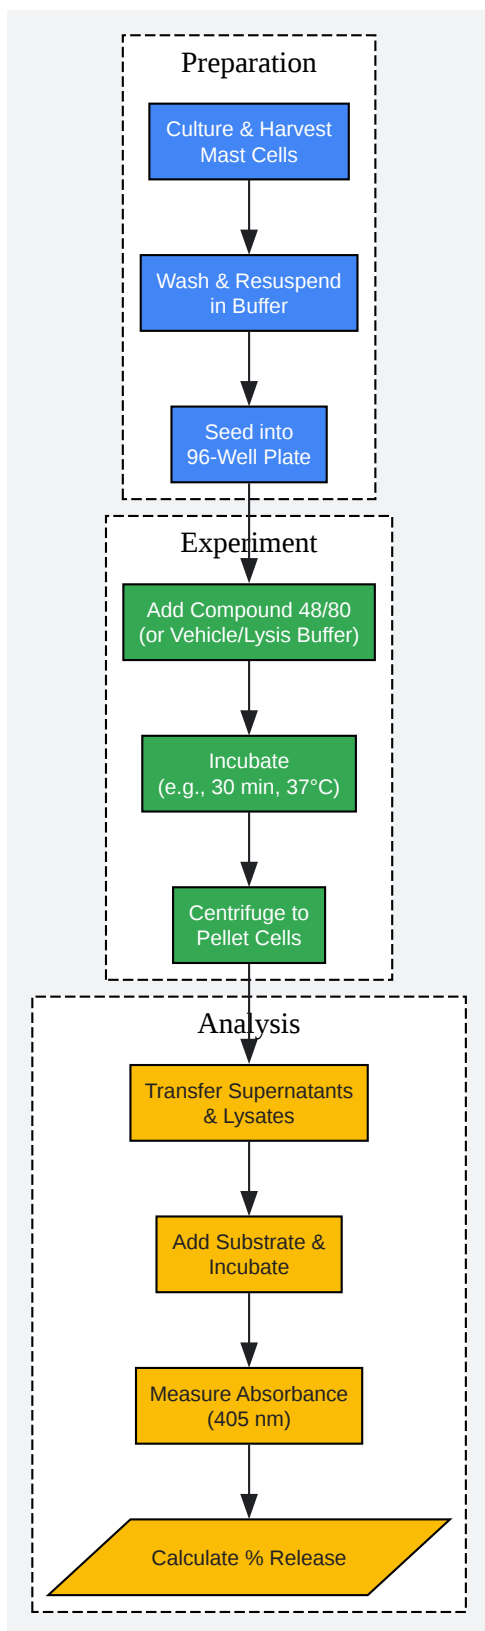 Preparation
Culture & Harvest
Mast Cells
Wash & Resuspend
in Buffer
Seed into
96-Well Plate
Experiment
Add Compound 48/80
(or Vehicle/Lysis Buffer)
Incubate
(e.g., 30 min, 37°C)
Centrifuge to
Pellet Cells
Analysis
Transfer Supernatants
& Lysates
Add Substrate &
Incubate
Measure Absorbance
(405 nm)
Calculate % Release